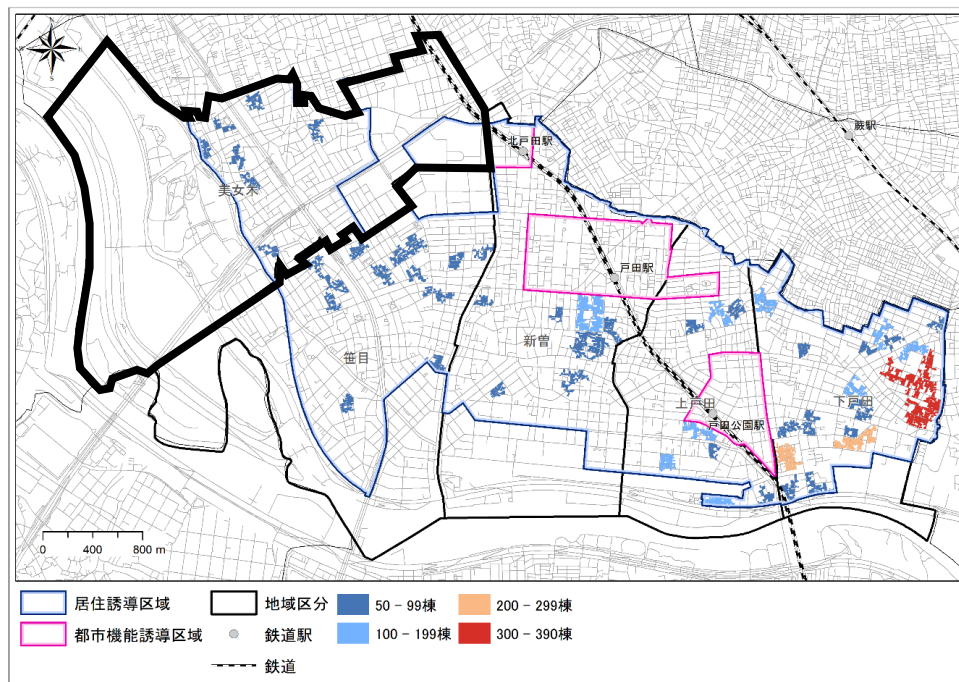 N
S
北戸田駅
蕨駅
美女木
戸田駅
新曽
笹目
上戸田
下戸田
戸田公園駅
0 400 800 m
居住誘導区域
地域区分
50 - 99棟
200 - 299棟
都市機能誘導区域
鉄道駅
100 - 199棟
300 - 390棟
鉄道